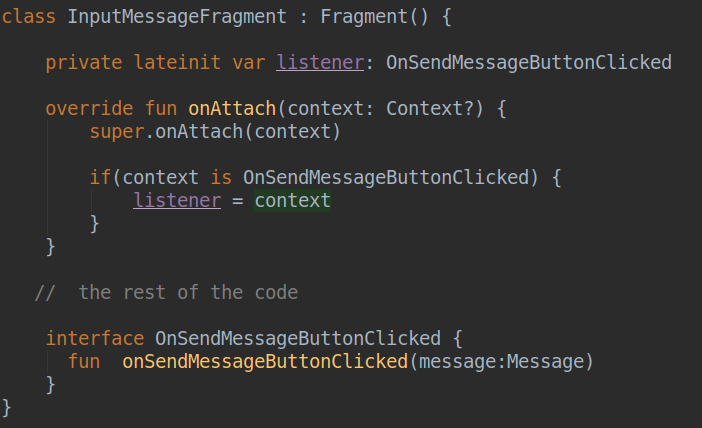 class InputMessageFragment : Fragment() {
private lateinit var listener: OnSendMessageButtonClicked
override fun onAttach(context: Context?) {
super.onAttach(context)
if(context is OnSendMessageButtonClicked) {
listener = context
}
}
// the rest of the code
interface OnSendMessageButtonClicked {
fun onSendMessageButtonClicked(message:Message)
}
}